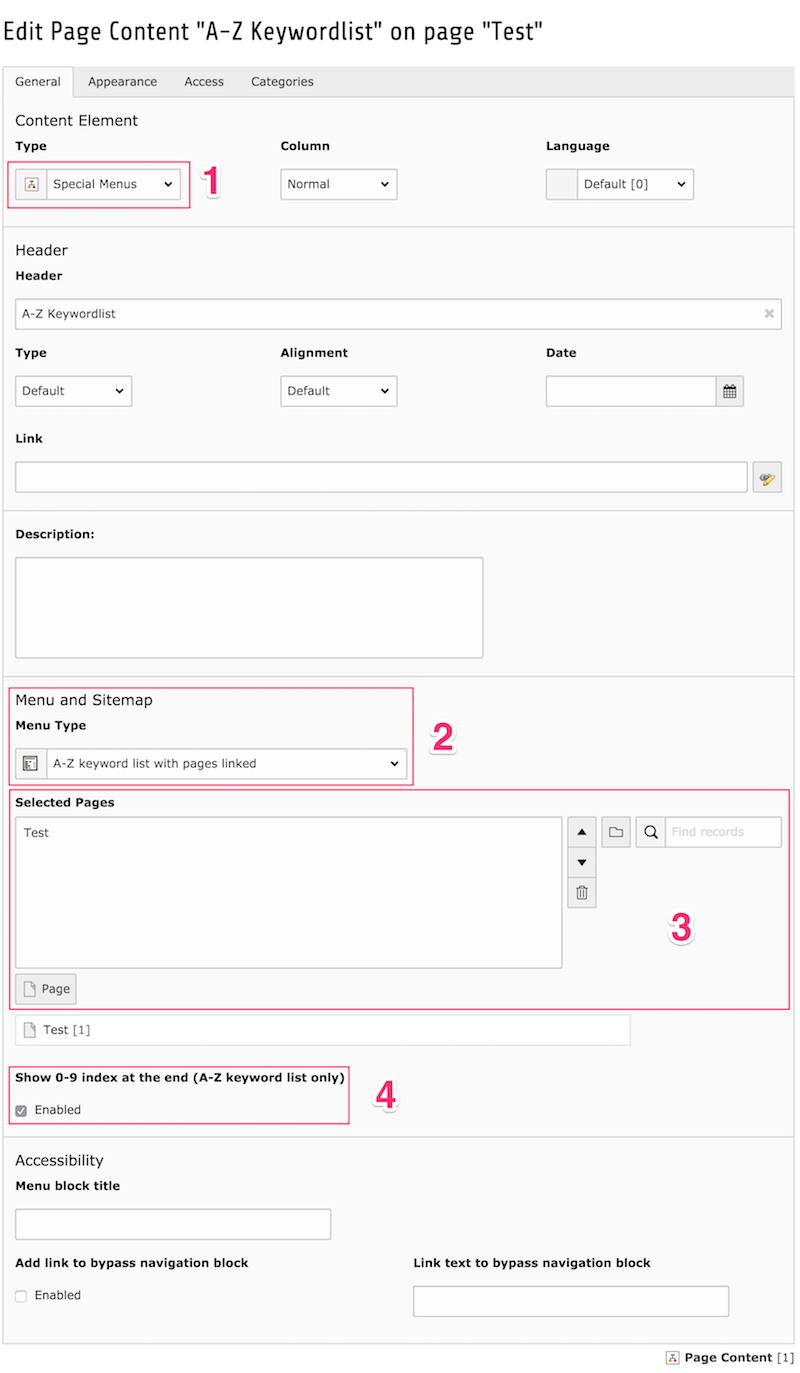 Edit Page Content "A-Z Keywordlist" on page "Test"
General Appearance Access Categories
Content Element
Type Column Language
Special Menus 1 Normal Default [0]
Header
Header
A-Z Keywordlist
Type Alignment Date
Default Default
Link
Description:
Menu and Sitemap
Menu Type
2
A-Z keyword list with pages linked
Selected Pages
Test Find records
3
Page
Test [1]
Show 0-9 index at the end (A-Z keyword list only)
4
Enabled
Accessibility
Menu block title
Add link to bypass navigation block Link text to bypass navigation block
Enabled
Page Content [1]